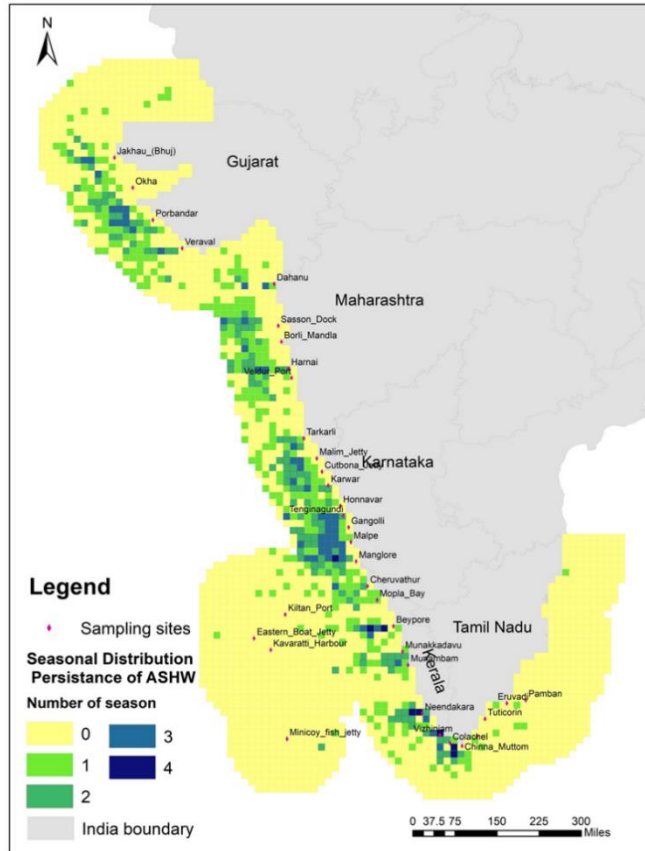 N
Jakhau_(Bhuj)
Gujarat
Okha
Porbandar
Veraval
Dahanu
Maharashtra
Sasson_Dock
Borli_Mandla
Harnai
Veldur_Port
Tarkarli
Malim_Jetty
Karnataka
Cutbona_Jetty
Karwar
Honnavar
Tenginagundi
Gangolli
Malpe
Manglore
Cheruvathur
Mopla_Bay
Kiltan_Port
Beypore
Tamil Nadu
Eastern_Boat_Jetty
Kavaratti_Harbour
Munakkadavu
Kerala
Eruvadi
Pamban
Neendakara
Tuticorin
Vizhinjam
Minicoy_fish_jetty
Colachel
Chinna_Muttom
Legend
Sampling sites
Seasonal Distribution
Persistance of ASHW
Number of season
0 3
1 4
2
India boundary
0 37.5 75 150 225 300
Miles